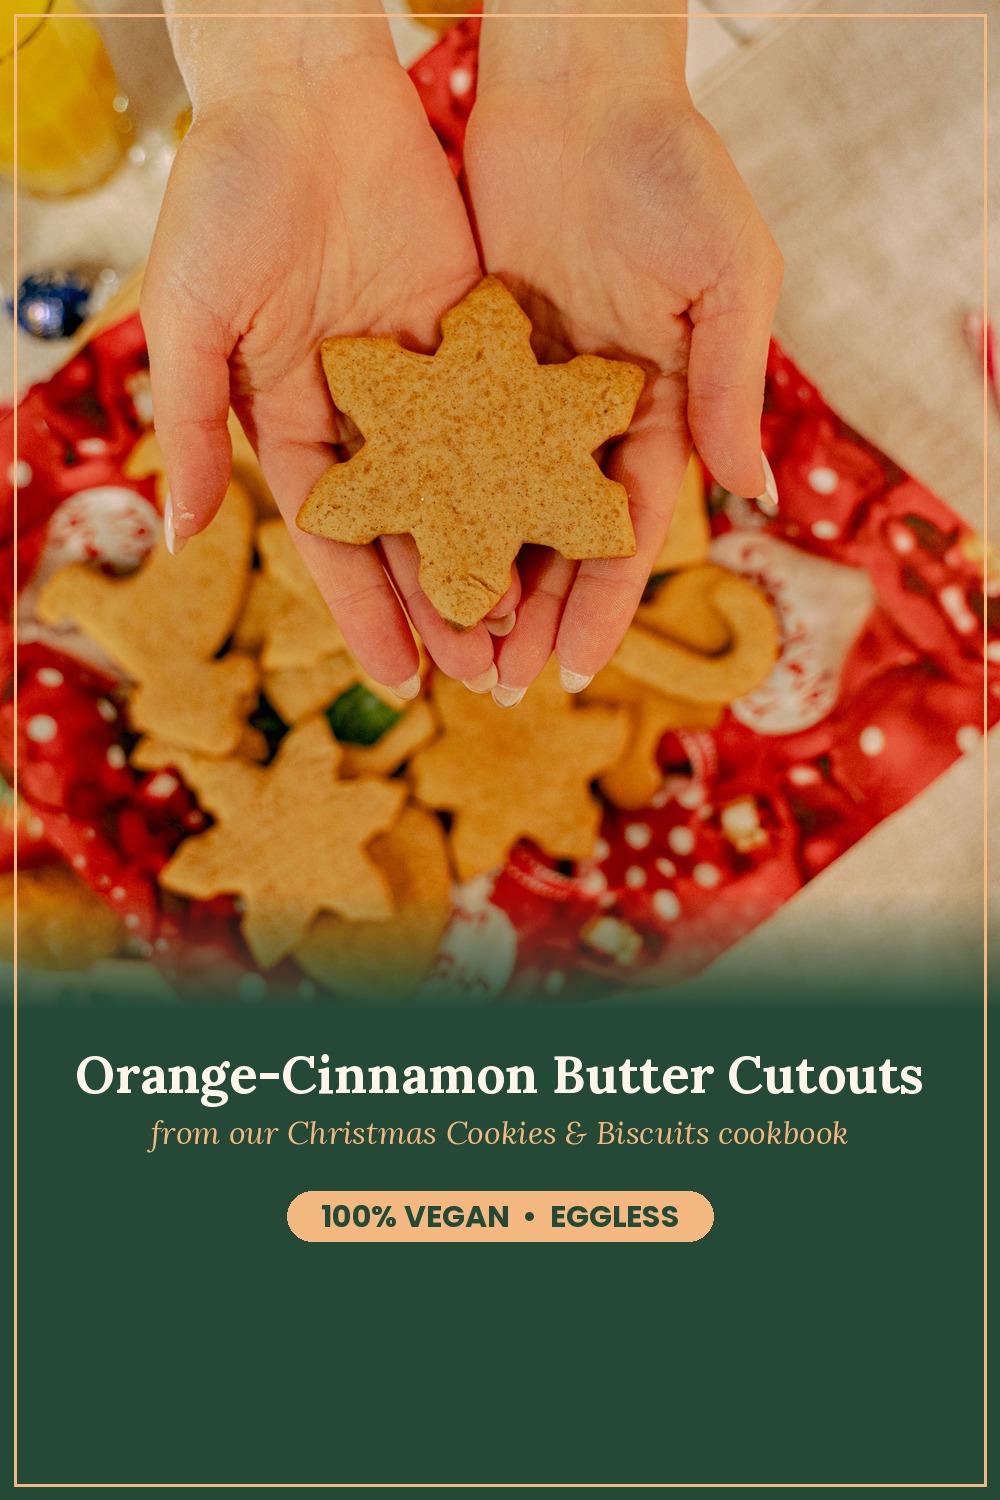 Orange-Cinnamon Butter Cutouts
from our Christmas Cookies & Biscuits cookbook
100% VEGAN • EGGLESS